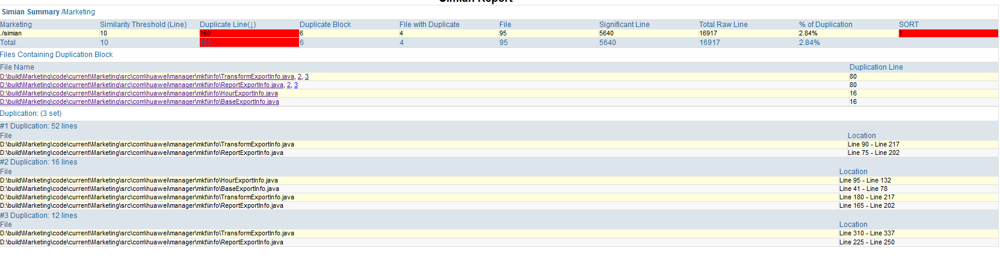 Simian Report
Simian Summary /Marketing
Marketing Similarity Threshold (Line) Duplicate Line(↓) Duplicate Block File with Duplicate File Significant Line Total Raw Line % of Duplication SORT
./simian 10 160 6 4 95 5640 16917 2.84% 1
Total 10 160 6 4 95 5640 16917 2.84%
Files Containing Duplication Block
File Name Duplication Line
D:\build\Marketing\code\current\Marketing\src\com\huawei\manager\mkt\info\TransformExportInfo.java, 2, 3 80
D:\build\Marketing\code\current\Marketing\src\com\huawei\manager\mkt\info\ReportExportInfo.java, 2, 3 80
D:\build\Marketing\code\current\Marketing\src\com\huawei\manager\mkt\info\HourExportInfo.java 16
D:\build\Marketing\code\current\Marketing\src\com\huawei\manager\mkt\info\BaseExportInfo.java 16
Duplication: (3 set)
#1 Duplication: 52 lines
File Location
D:\build\Marketing\code\current\Marketing\src\com\huawei\manager\mkt\info\TransformExportInfo.java Line 90 - Line 217
D:\build\Marketing\code\current\Marketing\src\com\huawei\manager\mkt\info\ReportExportInfo.java Line 75 - Line 202
#2 Duplication: 16 lines
File Location
D:\build\Marketing\code\current\Marketing\src\com\huawei\manager\mkt\info\HourExportInfo.java Line 95 - Line 132
D:\build\Marketing\code\current\Marketing\src\com\huawei\manager\mkt\info\BaseExportInfo.java Line 41 - Line 78
D:\build\Marketing\code\current\Marketing\src\com\huawei\manager\mkt\info\TransformExportInfo.java Line 180 - Line 217
D:\build\Marketing\code\current\Marketing\src\com\huawei\manager\mkt\info\ReportExportInfo.java Line 165 - Line 202
#3 Duplication: 12 lines
File Location
D:\build\Marketing\code\current\Marketing\src\com\huawei\manager\mkt\info\TransformExportInfo.java Line 310 - Line 337
D:\build\Marketing\code\current\Marketing\src\com\huawei\manager\mkt\info\ReportExportInfo.java Line 225 - Line 250